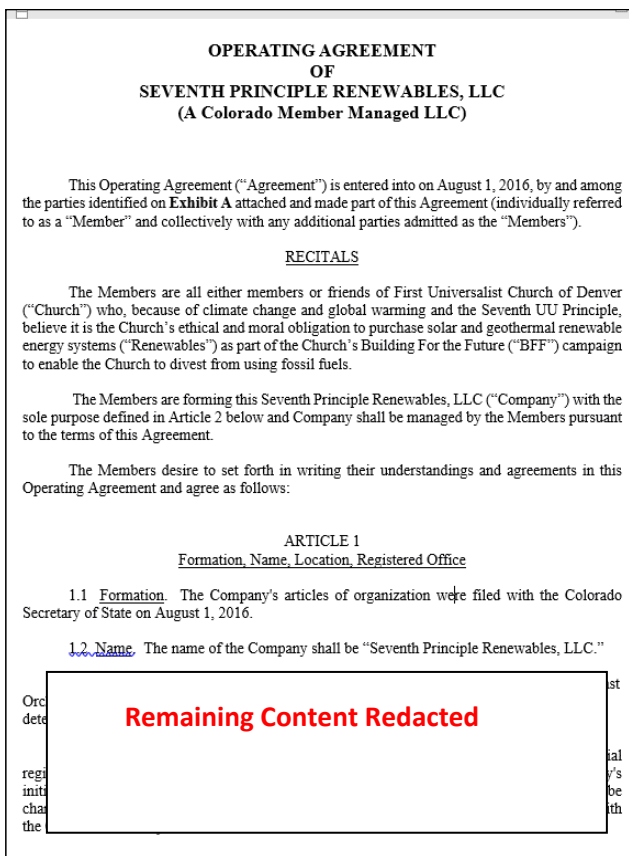 OPERATING AGREEMENT
OF
SEVENTH PRINCIPLE RENEWABLES, LLC
(A Colorado Member Managed LLC)
This Operating Agreement (“Agreement”) is entered into on August 1, 2016, by and among
the parties identified on Exhibit A attached and made part of this Agreement (individually referred
to as a “Member” and collectively with any additional parties admitted as the “Members”).
RECITALS
The Members are all either members or friends of First Universalist Church of Denver
(“Church”) who, because of climate change and global warming and the Seventh UU Principle,
believe it is the Church’s ethical and moral obligation to purchase solar and geothermal renewable
energy systems (“Renewables”) as part of the Church’s Building For the Future (“BFF”) campaign
to enable the Church to divest from using fossil fuels.
The Members are forming this Seventh Principle Renewables, LLC (“Company”) with the
sole purpose defined in Article 2 below and Company shall be managed by the Members pursuant
to the terms of this Agreement.
The Members desire to set forth in writing their understandings and agreements in this
Operating Agreement and agree as follows:
ARTICLE 1
Formation, Name, Location, Registered Office
1.1 Formation. The Company's articles of organization were filed with the Colorado
Secretary of State on August 1, 2016.
1.2 Name. The name of the Company shall be “Seventh Principle Renewables, LLC.”
Remaining Content Redacted
the